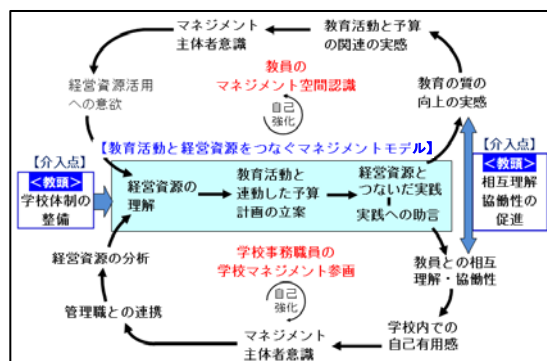 マネジメント
主体者意識
教育活動と予算
の関連の実感
経営資源活用
への意欲
教員の
マネジメント空間認識
自己
強化
教育の質の
向上の実感
【教育活動と経営資源をつなぐマネジメントモデル】
【介入点】
<教頭>
学校体制の
整備
経営資源の
理解
教育活動と
連動した予算
計画の立案
経営資源と
つないだ実践
実践への助言
【介入点】
<教頭>
相互理解
協働性の
促進
経営資源の分析
学校事務職員の
学校マネジメント参画
自己
強化
教員との相互
理解・協働性
管理職との連携
マネジメント
主体者意識
学校内での
自己有用感